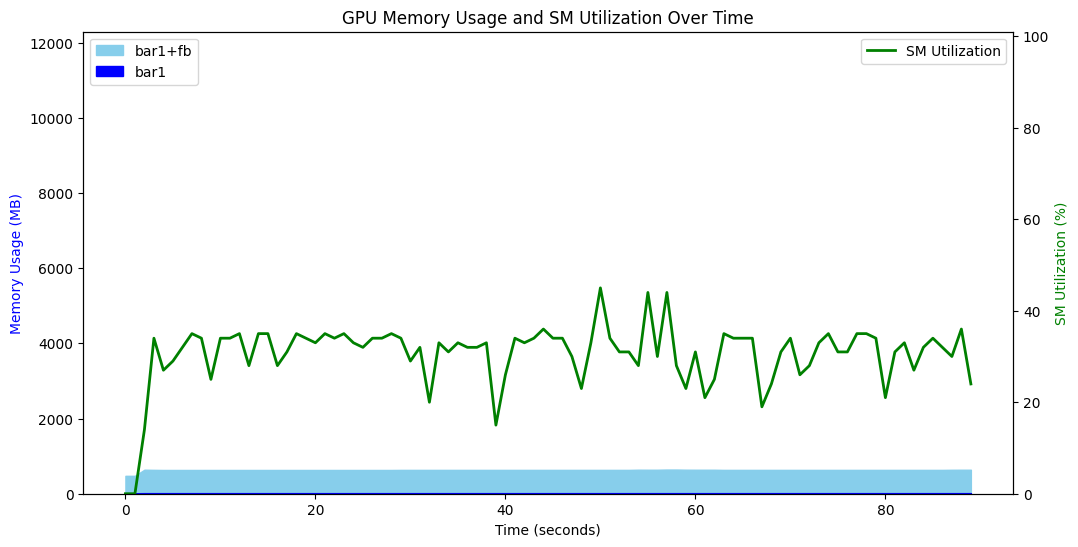 GPU Memory Usage and SM Utilization Over Time
bar1+fb
bar1
SM Utilization
12000
10000
8000
6000
4000
2000
0
Memory Usage (MB)
100
80
60
40
20
0
SM Utilization (%)
0
20
40
60
80
Time (seconds)